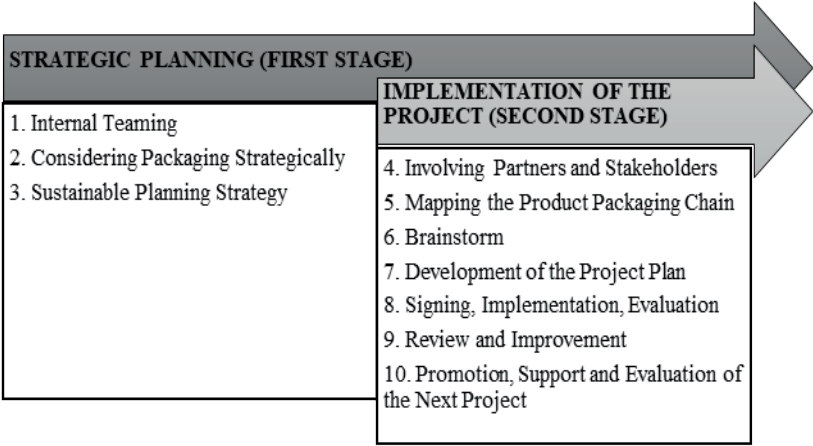 STRATEGIC PLANNING (FIRST STAGE)
1. Internal Teaming
2. Considering Packaging Strategically
3. Sustainable Planning Strategy
IMPLEMENTATION OF THE
PROJECT (SECOND STAGE)
4. Involving Partners and Stakeholders
5. Mapping the Product Packaging Chain
6. Brainstorm
7. Development of the Project Plan
8. Signing, Implementation, Evaluation
9. Review and Improvement
10. Promotion, Support and Evaluation of
the Next Project